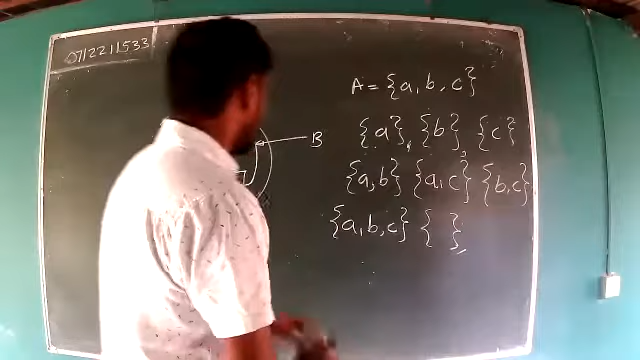 0712211533
A = {a, b, c}
B
{a}, {b}, {c}
{a, b} {a, c} {b, c}
{a, b, c} { }